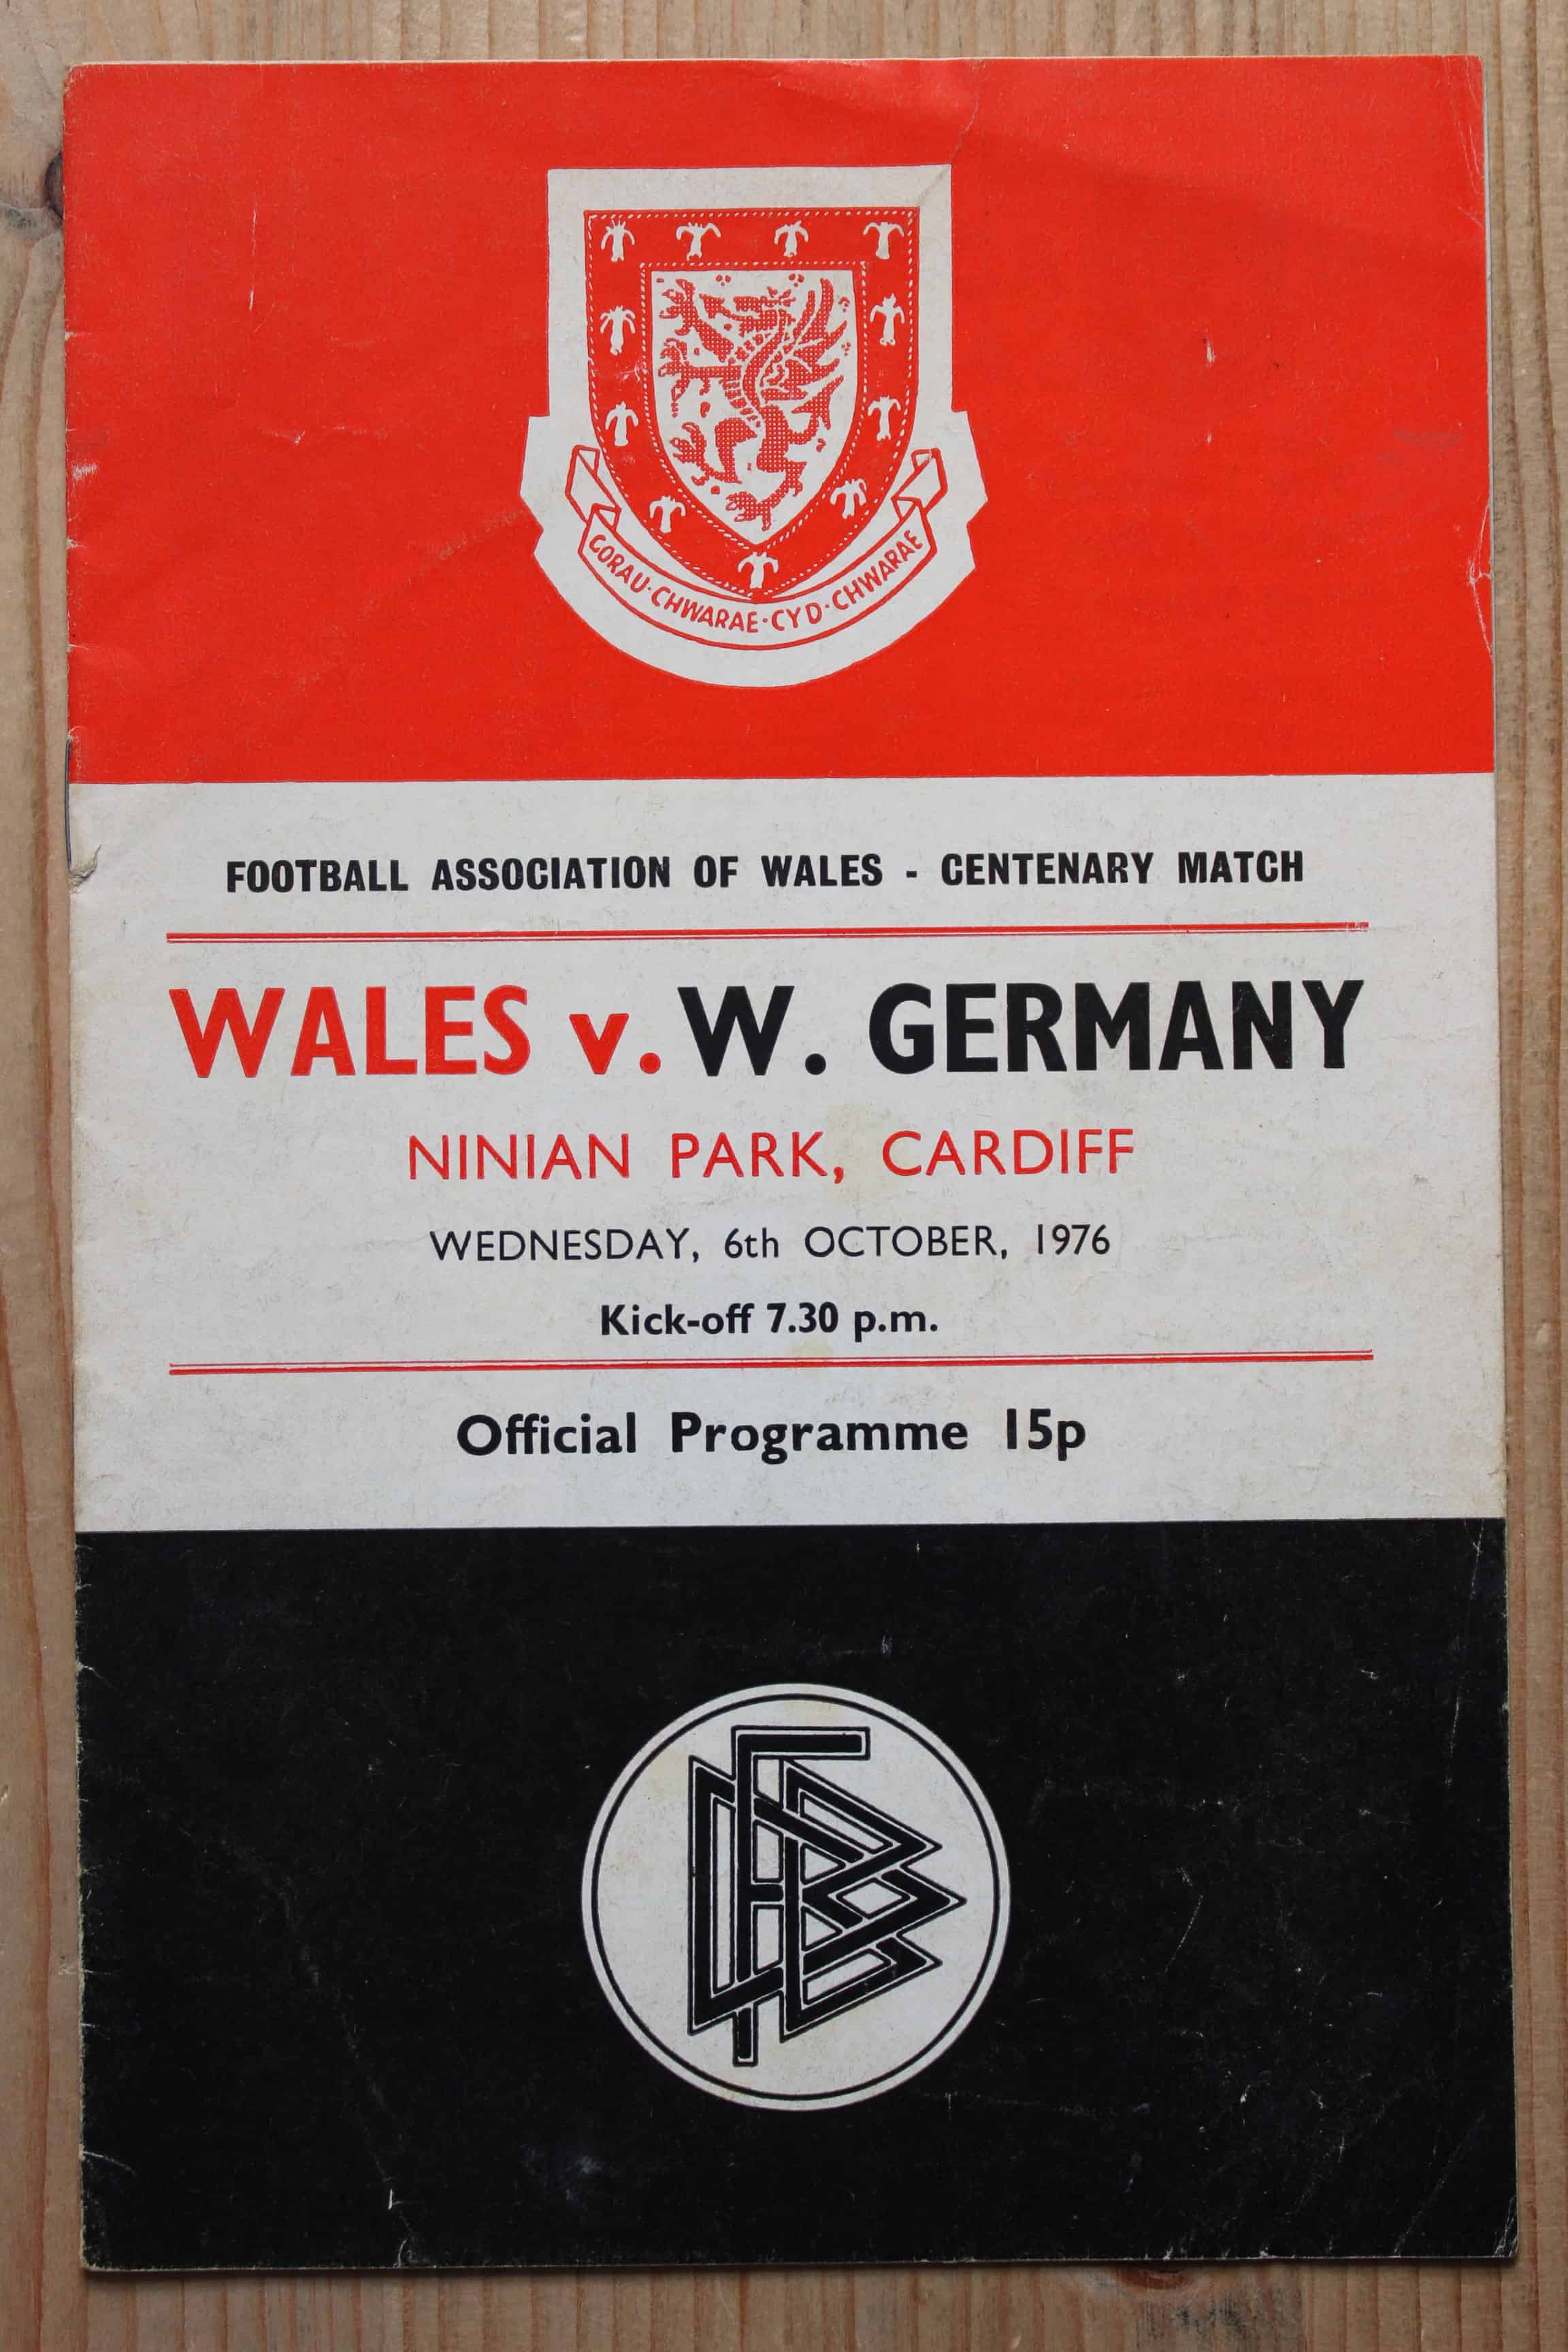 GORAU·CHWARAE·CYD·CHWARAE
FOOTBALL ASSOCIATION OF WALES - CENTENARY MATCH
WALES v. W. GERMANY
NINIAN PARK, CARDIFF
WEDNESDAY, 6th OCTOBER, 1976
Kick-off 7.30 p.m.
Official Programme 15p
DFB